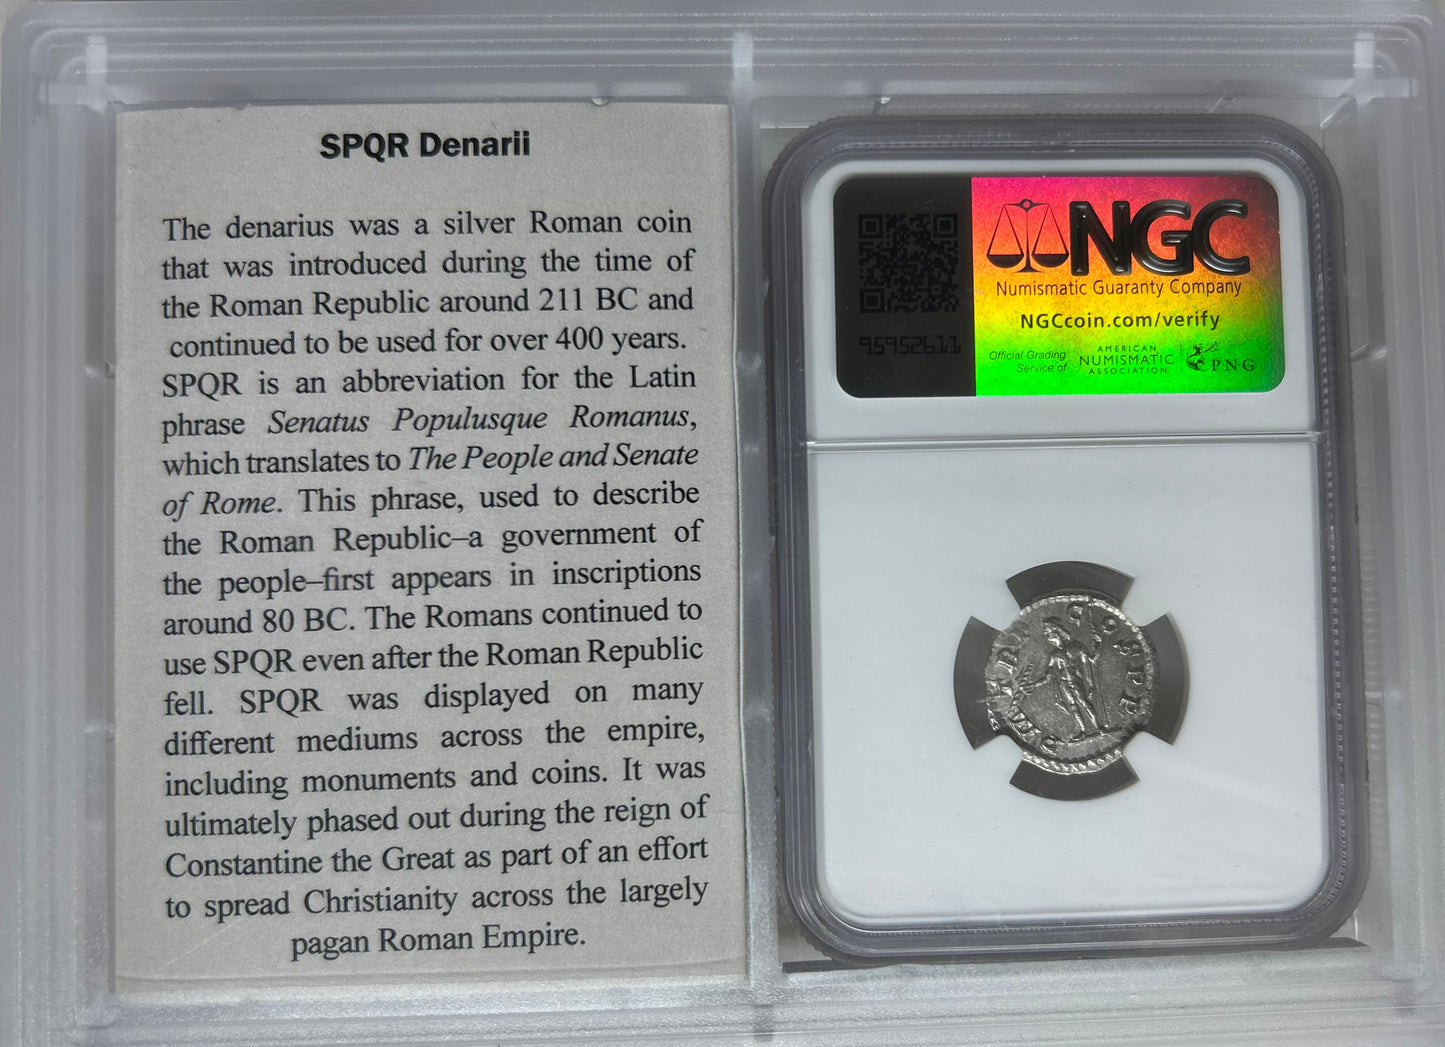 SPQR Denarii
The denarius was a silver Roman coin
that was introduced during the time of
the Roman Republic around 211 BC and
continued to be used for over 400 years.
SPQR is an abbreviation for the Latin
phrase Senatus Populusque Romanus,
which translates to The People and Senate
of Rome. This phrase, used to describe
the Roman Republic–a government of
the people–first appears in inscriptions
around 80 BC. The Romans continued to
use SPQR even after the Roman Republic
fell. SPQR was displayed on many
different mediums across the empire,
including monuments and coins. It was
ultimately phased out during the reign of
Constantine the Great as part of an effort
to spread Christianity across the largely
pagan Roman Empire.
NGC
Numismatic Guaranty Company
NGCcoin.com/verify
Official Grading
Service of
AMERICAN
NUMISMATIC
ASSOCIATION
PNG
95952611